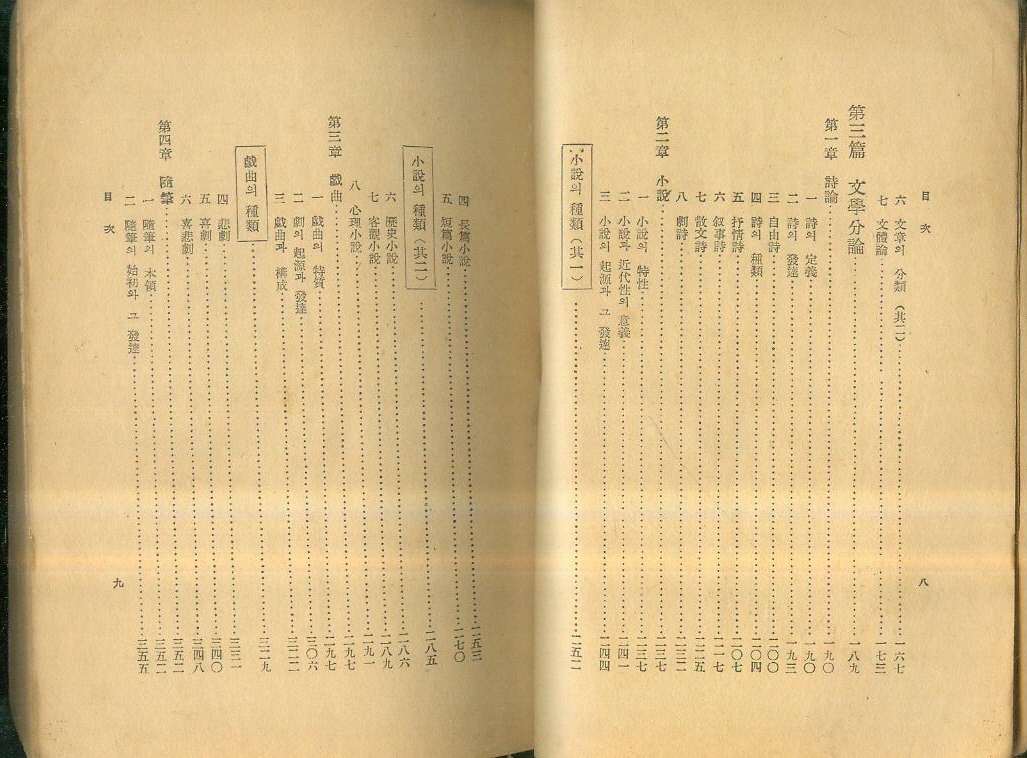 目次
六 文章의 分類 (其二)……一六七
七 文體論……一七三
第三篇 文學分論……一八九
第一章 詩論……一九〇
一 詩의 定義……一九〇
二 詩의 發達……一九三
三 自由詩……二〇〇
四 詩의 種類……二〇四
五 抒情詩……二〇七
六 叙事詩……二一七
七 散文詩……二二五
八 劇詩……二三二
第二章 小說……二三七
一 小說의 特性……二三七
二 小說과 近代性의 意義……二四一
三 小說의 起源과 그 發達……二四四
小說의 種類 (其一)……二五二
八
四 長篇小說……二五三
五 短篇小說……二七〇
小說의 種類 (其二)……二八五
六 歷史小說……二八六
七 客觀小說……二八九
八 心理小說……二九一
第三章 戱曲……二九七
一 戱曲의 特質……二九七
二 劇의 起源과 發達……三〇六
三 戱曲과 構成……三二二
戱曲의 種類……三二九
四 悲劇……三三一
五 喜劇……三四〇
六 喜悲劇……三四八
第四章 隨筆……三五二
一 隨筆의 本領……三五二
二 隨筆의 始初와 그 發達……三五五
目次
九